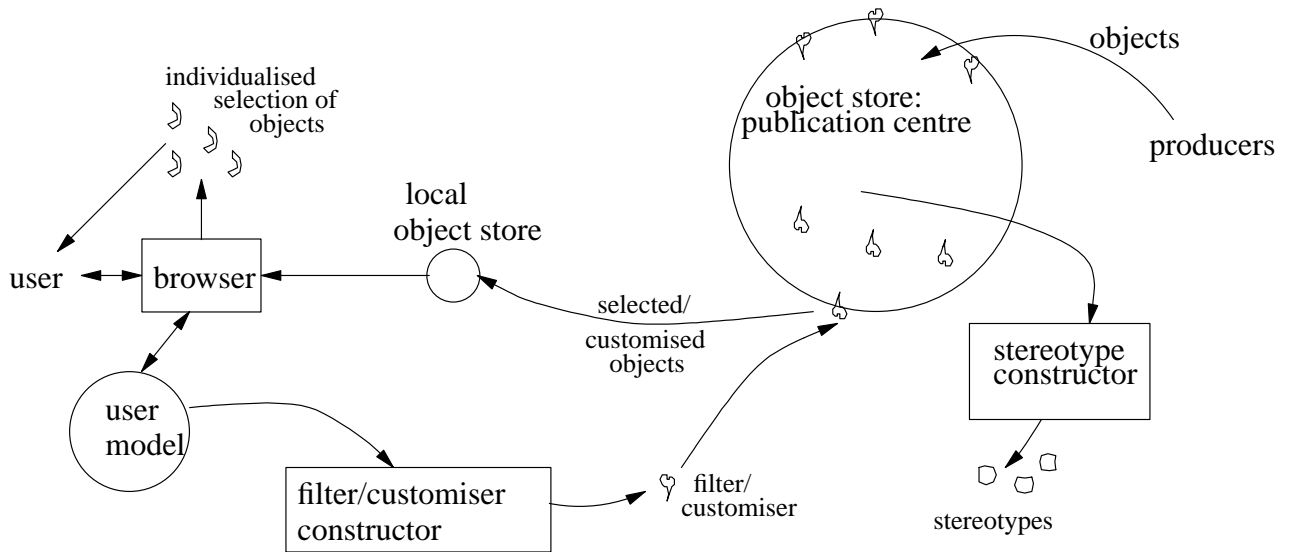 individualised
selection of
objects
objects
object store:
publication centre
producers
local
object store
user
browser
selected/
customised
objects
stereotype
constructor
user
model
filter/customiser
constructor
filter/
customiser
stereotypes